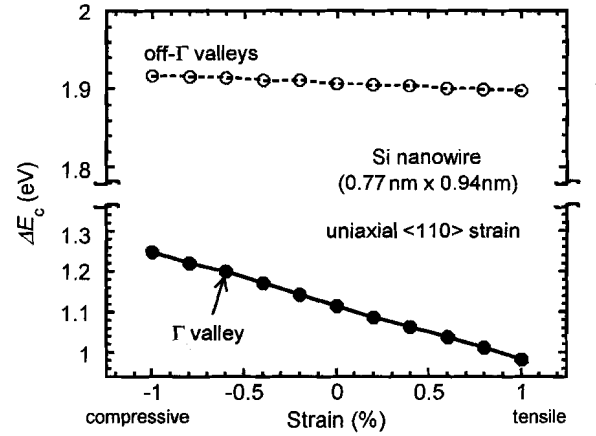 2
off-Γ valleys
1.9
Si nanowire
(0.77 nm x 0.94nm)
1.8
ΔEc (eV)
uniaxial <110> strain
1.3
1.2
Γ valley
1.1
1
-1 -0.5 0 0.5 1
compressive Strain (%) tensile